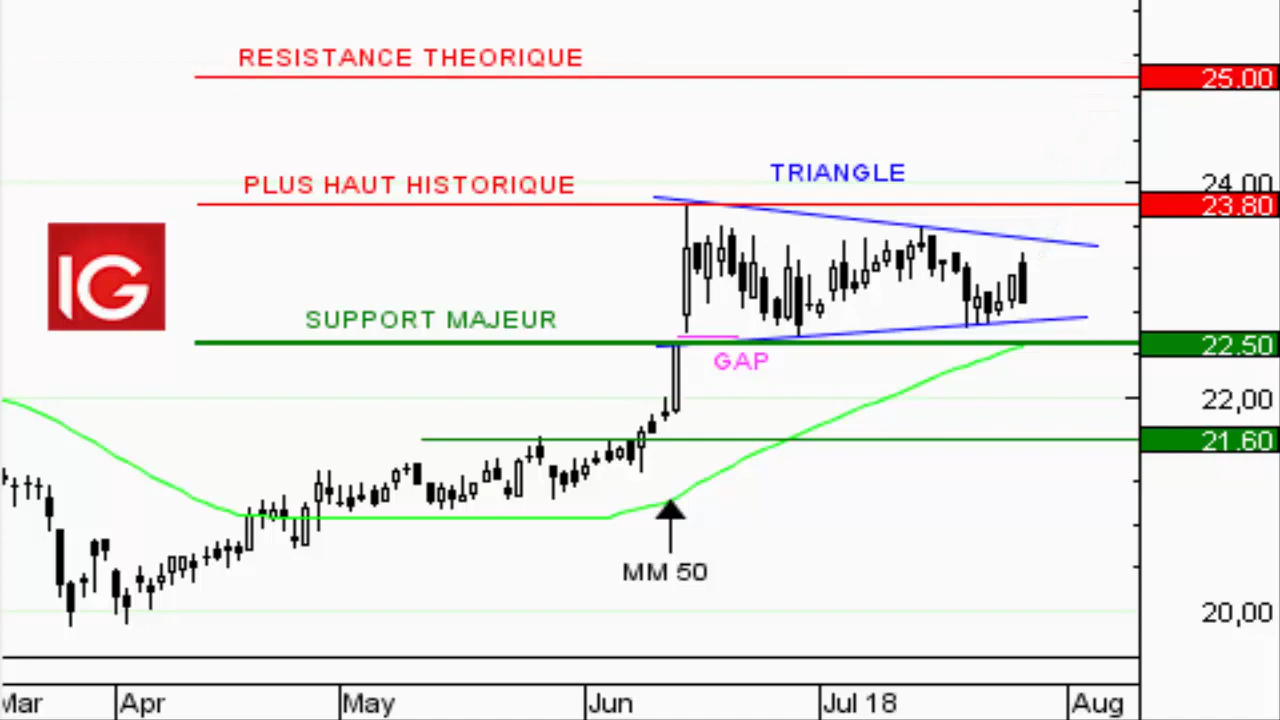 RESISTANCE THEORIQUE
25.00
TRIANGLE
PLUS HAUT HISTORIQUE
24,00
23.80
IG
SUPPORT MAJEUR
22.50
GAP
22,00
21.60
MM 50
20,00
Mar Apr May Jun Jul 18 Aug